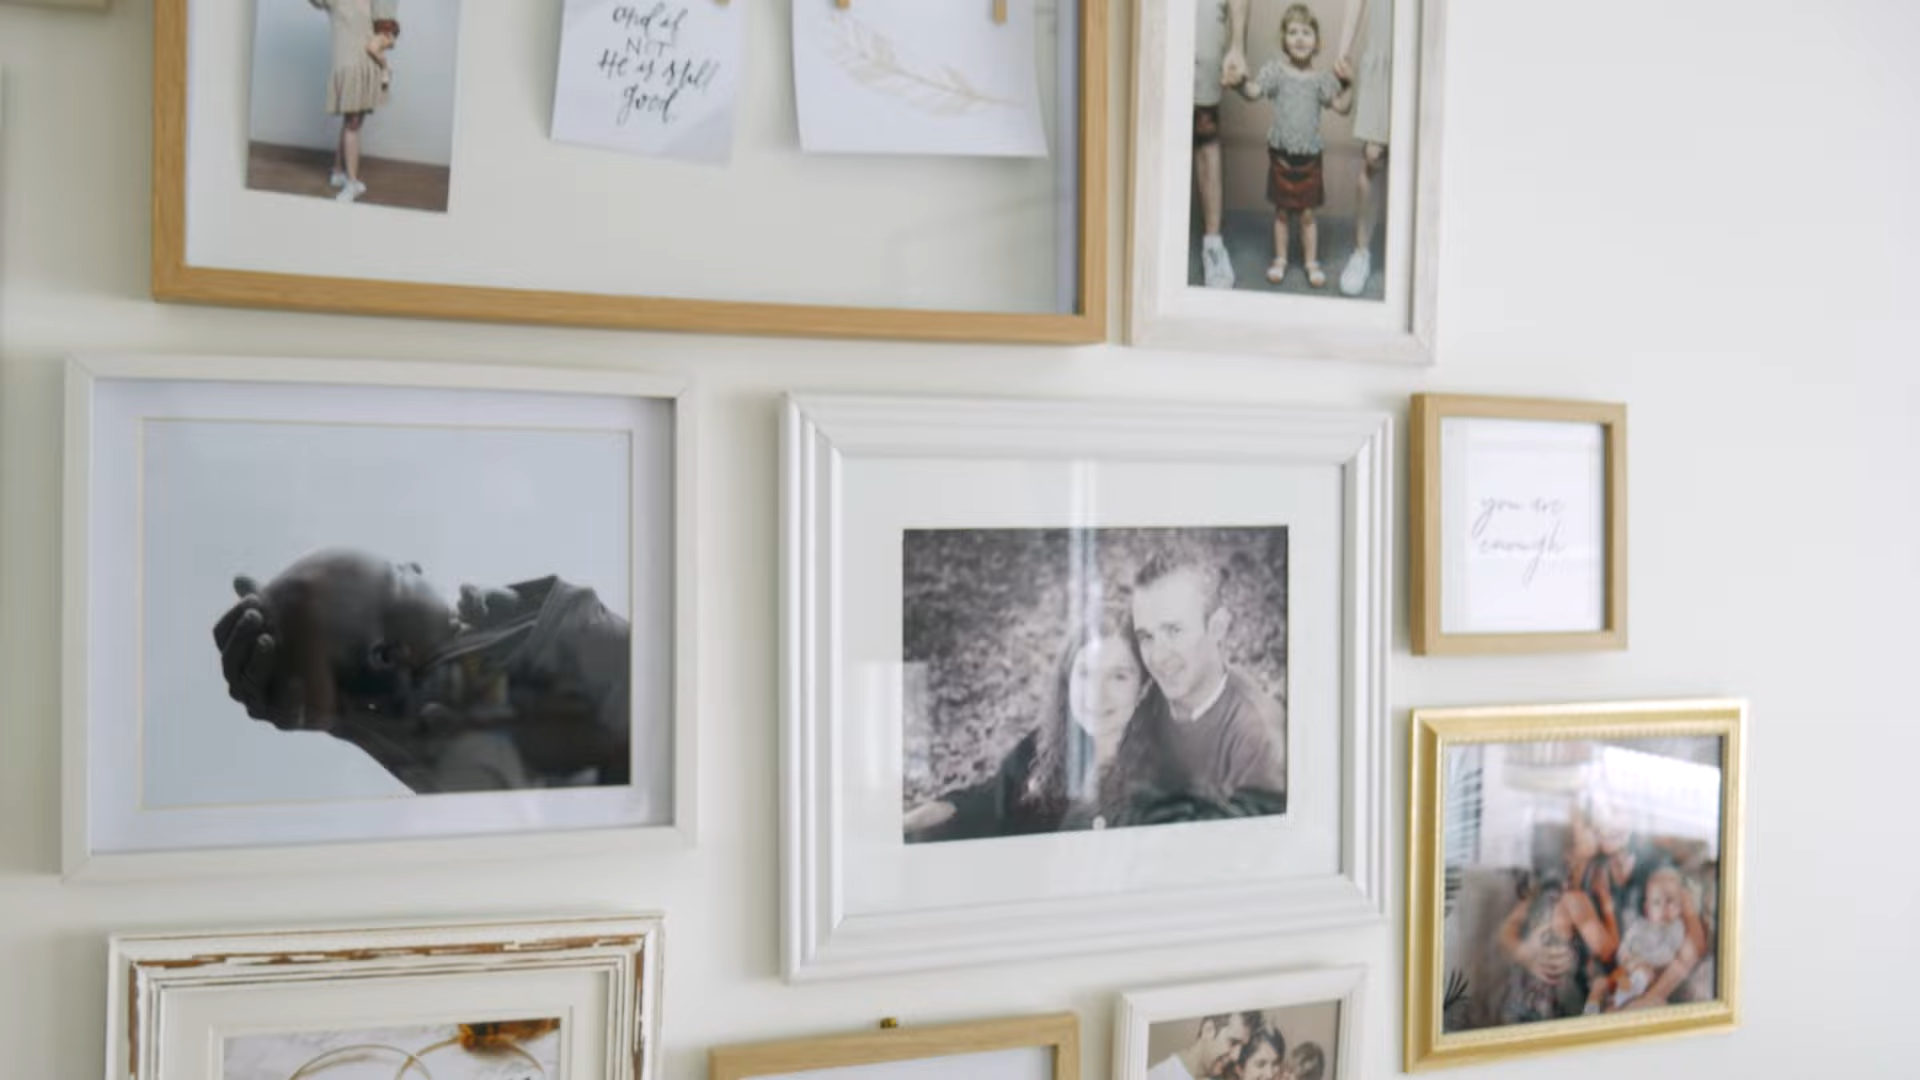 and if
NOT
He is still
good.
you are
enough